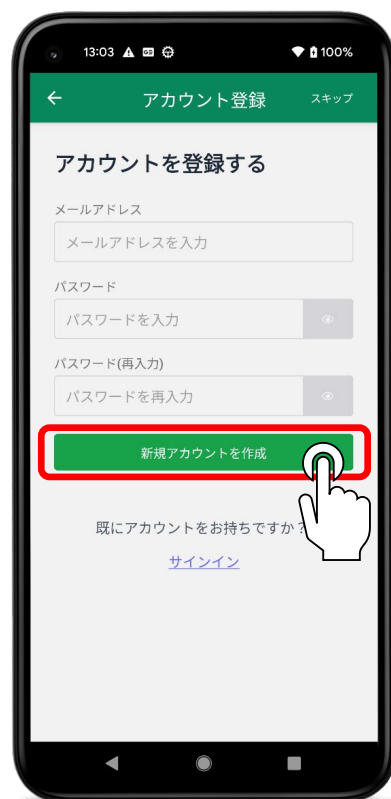 13:03 100%
アカウント登録 スキップ
アカウントを登録する
メールアドレス
メールアドレスを入力
パスワード
パスワードを入力
パスワード(再入力)
パスワードを再入力
新規アカウントを作成
既にアカウントをお持ちですか？
サインイン